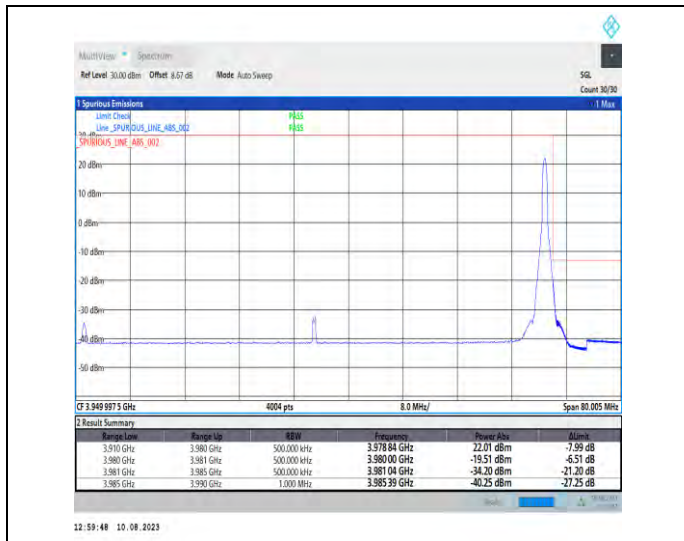 MultiView Spectrum
Ref Level 30.00 dBm Offset 8.67 dB Mode Auto Sweep SGL
Count 30/30
1 Spurious Emissions 1 Max
Limit Check PASS
Line _SPURIOUS_LINE_ABS_002 PASS
30 dBm
_SPURIOUS_LINE_ABS_002
20 dBm
10 dBm
0 dBm
-10 dBm
-20 dBm
-30 dBm
-40 dBm
-50 dBm
CF 3.949 997 5 GHz 4004 pts 8.0 MHz/ Span 80.005 MHz
2 Result Summary
Range Low Range Up RBW Frequency Power Abs ΔLimit
3.910 GHz 3.980 GHz 500.000 kHz 3.978 84 GHz 22.01 dBm -7.99 dB
3.980 GHz 3.981 GHz 500.000 kHz 3.980 00 GHz -19.51 dBm -6.51 dB
3.981 GHz 3.985 GHz 500.000 kHz 3.981 04 GHz -34.20 dBm -21.20 dB
3.985 GHz 3.990 GHz 1.000 MHz 3.985 39 GHz -40.25 dBm -27.25 dB
Ready
12:59:48 10.08.2023